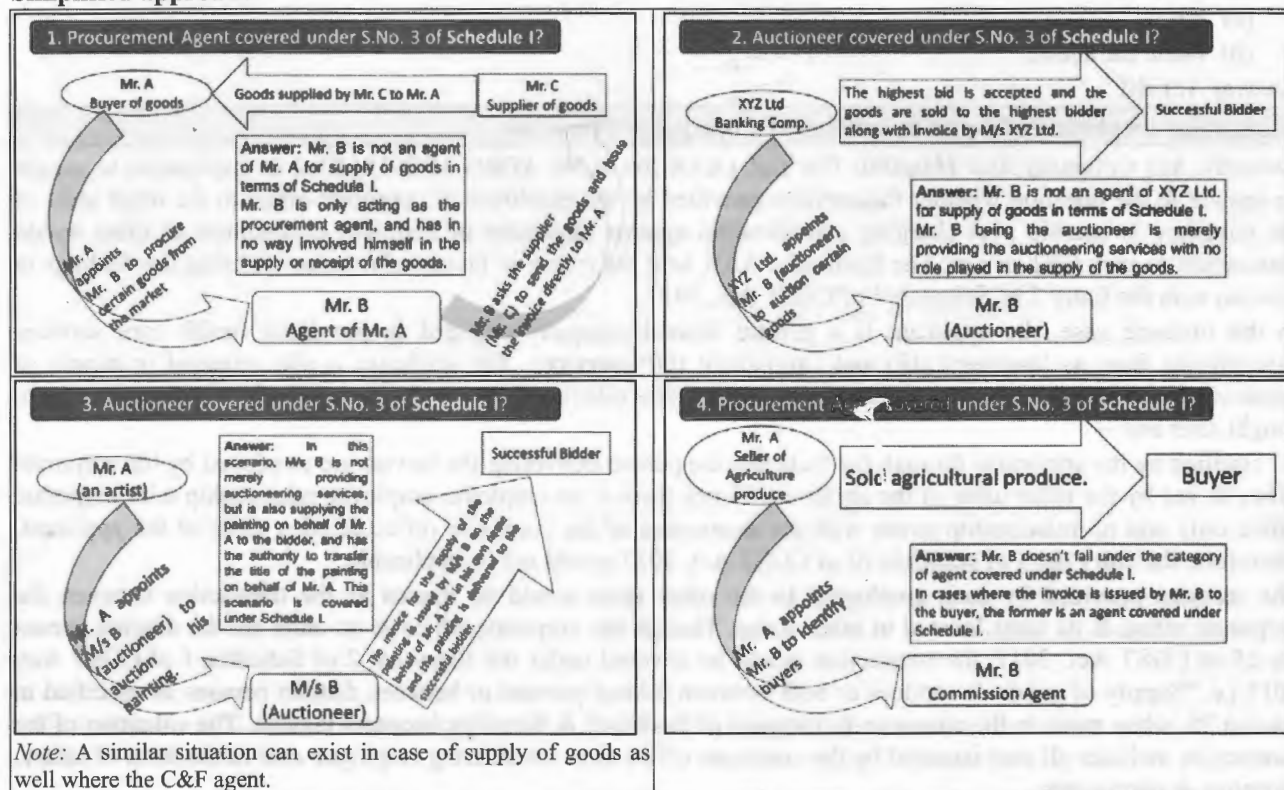 1. Procurement Agent covered under S.No. 3 of Schedule I?
Mr. A
Buyer of goods
Goods supplied by Mr. C to Mr. A
Mr. C
Supplier of goods
Answer: Mr. B is not an agent
of Mr. A for supply of goods in
terms of Schedule I.
Mr. B is only acting as the
procurement agent, and has in
no way involved himself in the
supply or receipt of the goods.
Mr. A
appoints
Mr. B to procure
certain goods from
the market
Mr. B asks the supplier
(Mr. C) to send the goods and issue
the invoice directly to Mr. A
Mr. B
Agent of Mr. A
2. Auctioneer covered under S.No. 3 of Schedule I?
XYZ Ltd
Banking Comp.
The highest bid is accepted and the
goods are sold to the highest bidder
along with invoice by M/s XYZ Ltd.
Successful Bidder
Answer: Mr. B is not an agent of XYZ Ltd.
for supply of goods in terms of Schedule I.
Mr. B being the auctioneer is merely
providing the auctioneering services with no
role played in the supply of the goods.
XYZ Ltd appoints
Mr. B (auctioneer)
to auction certain
goods
Mr. B
(Auctioneer)
3. Auctioneer covered under S.No. 3 of Schedule I?
Mr. A
(an artist)
Answer: In this
scenario, M/s B is not
merely providing
auctioneering services,
but is also supplying the
painting on behalf of Mr.
A to the bidder, and has
the authority to transfer
the title of the painting
on behalf of Mr. A. This
scenario is covered
under Schedule I.
Successful Bidder
The invoice for the supply of the
painting is issued by M/s B on the
behalf of Mr. A but in his own name
and the painting is delivered to the
Mr. A appoints
M/s B
(auctioneer) to
auction his
painting.
M/s B
(Auctioneer)
Note: A similar situation can exist in case of supply of goods as
well where the C&F agent.
4. Procurement covered under S.No. 3 of Schedule I?
Mr. A
Seller of
Agriculture
produce
Sold agricultural produce.
Buyer
Answer: Mr. B doesn't fall under the category
of agent covered under Schedule I.
In cases where the invoice is issued by Mr. B to
the buyer, the former is an agent covered under
Schedule I.
Mr. A appoints
Mr. B to identify
buyer
Mr. B
Commission Agent